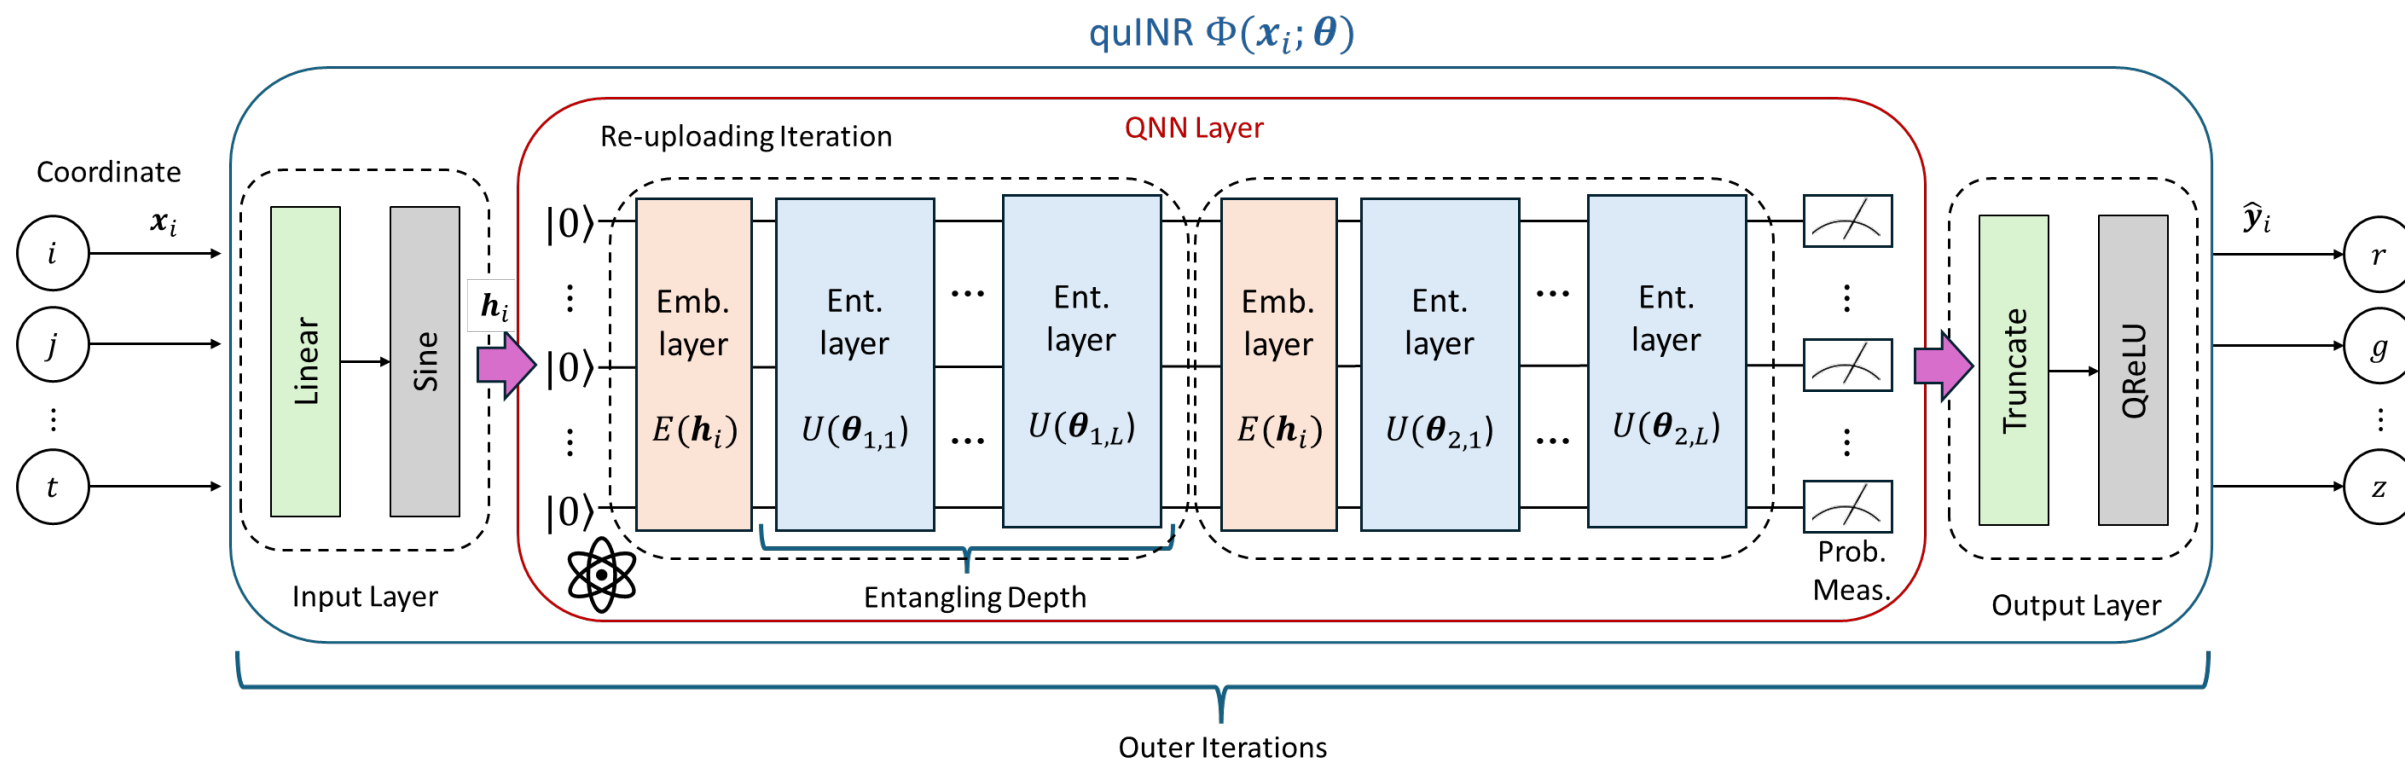 quINR Φ(𝒙ᵢ; 𝜽)
Coordinate
𝒙ᵢ
i
j
⋮
t
Linear
Sine
Input Layer
𝒉ᵢ
QNN Layer
Re-uploading Iteration
|0⟩
⋮
|0⟩
⋮
|0⟩
Emb.
layer
E(𝒉ᵢ)
Ent.
layer
U(𝜽₁,₁)
...
...
Ent.
layer
U(𝜽₁,L)
Entangling Depth
Emb.
layer
E(𝒉ᵢ)
Ent.
layer
U(𝜽₂,₁)
...
...
Ent.
layer
U(𝜽₂,L)
⋮
⋮
Prob.
Meas.
Truncate
QReLU
Output Layer
𝒚̂ᵢ
r
g
⋮
z
Outer Iterations